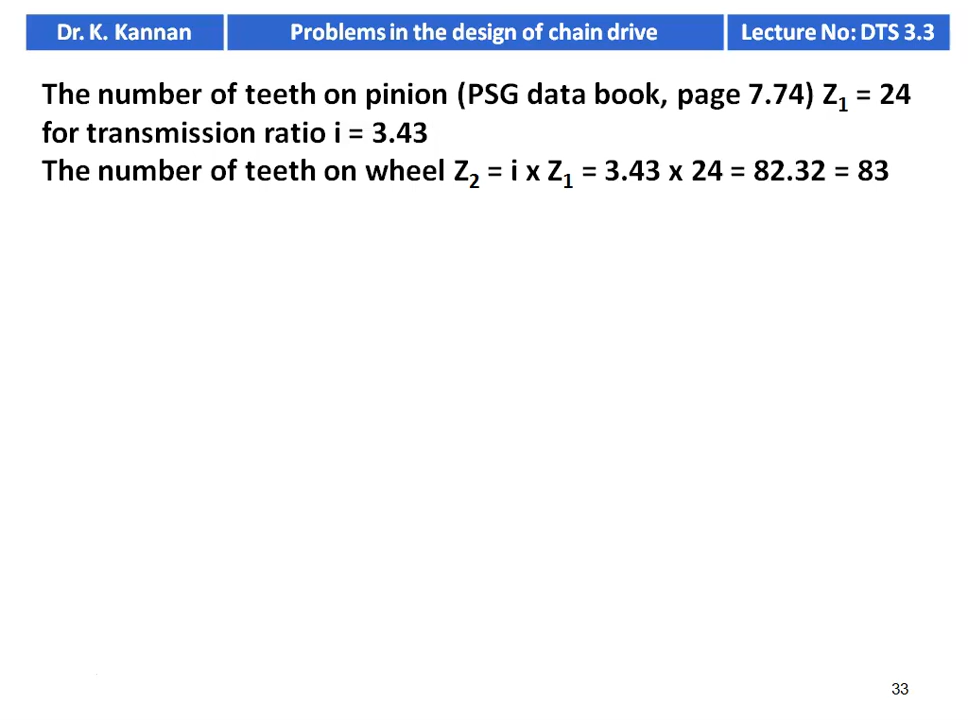 Dr. K. Kannan Problems in the design of chain drive Lecture No: DTS 3.3
The number of teeth on pinion (PSG data book, page 7.74) Z₁ = 24
for transmission ratio i = 3.43
The number of teeth on wheel Z₂ = i x Z₁ = 3.43 x 24 = 82.32 = 83
33